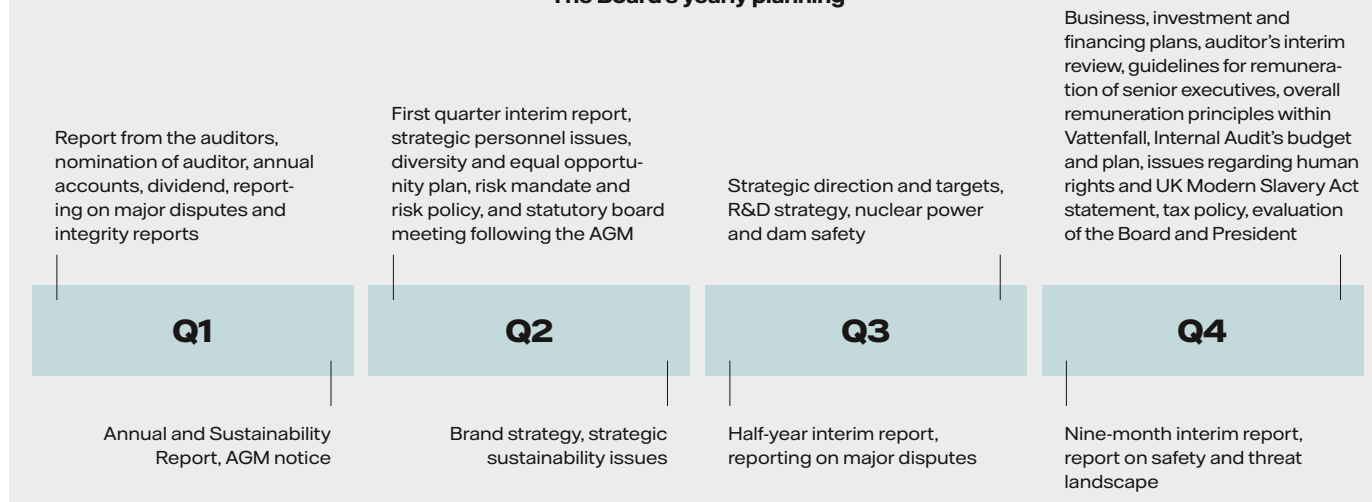 The Board's yearly planning
Report from the auditors,
nomination of auditor, annual
accounts, dividend, report-
ing on major disputes and
integrity reports
First quarter interim report,
strategic personnel issues,
diversity and equal opportu-
nity plan, risk mandate and
risk policy, and statutory board
meeting following the AGM
Strategic direction and targets,
R&D strategy, nuclear power
and dam safety
Business, investment and
financing plans, auditor's interim
review, guidelines for remunera-
tion of senior executives, overall
remuneration principles within
Vattenfall, Internal Audit's budget
and plan, issues regarding human
rights and UK Modern Slavery Act
statement, tax policy, evaluation
of the Board and President
Q1
Q2
Q3
Q4
Annual and Sustainability
Report, AGM notice
Brand strategy, strategic
sustainability issues
Half-year interim report,
reporting on major disputes
Nine-month interim report,
report on safety and threat
landscape